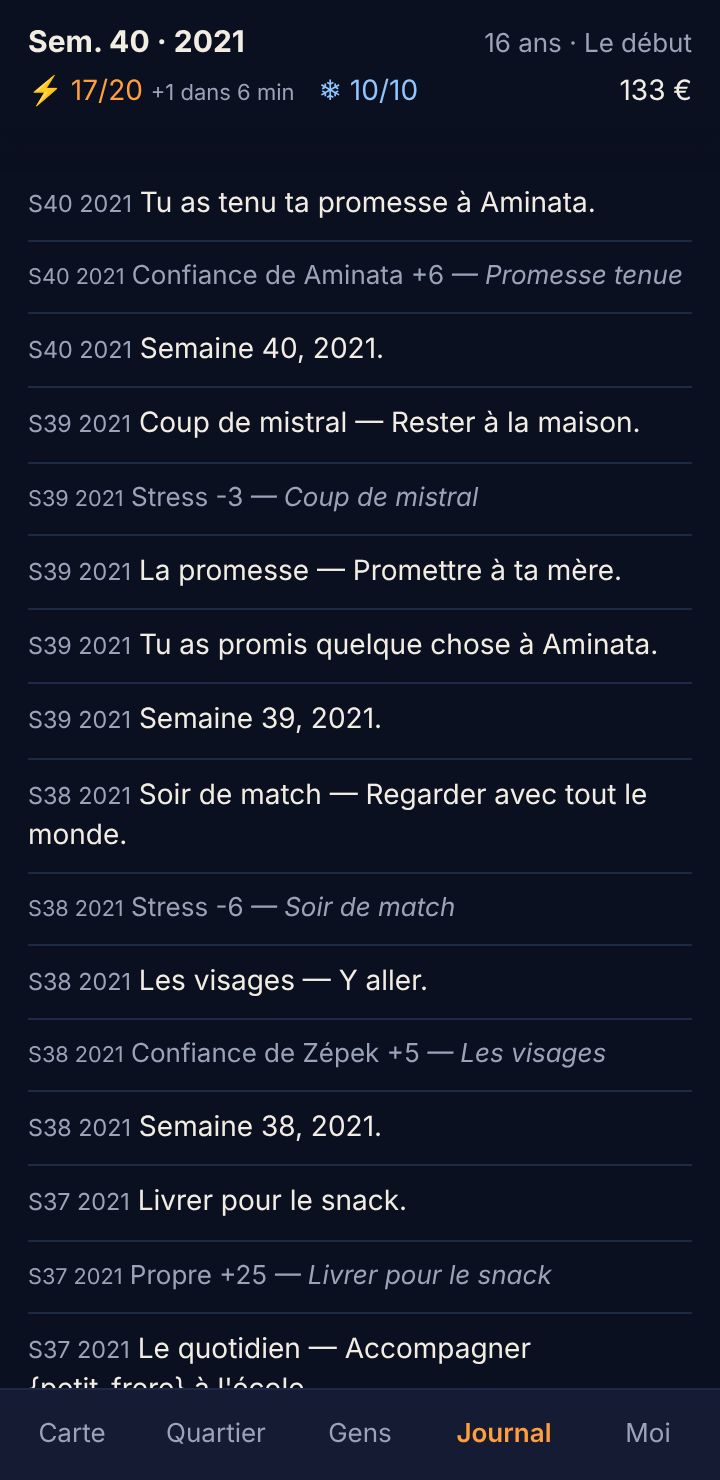 Sem. 40 · 2021
16 ans · Le début
⚡ 17/20 +1 dans 6 min ❄ 10/10
133 €
S40 2021 Tu as tenu ta promesse à Aminata.
S40 2021 Confiance de Aminata +6 — Promesse tenue
S40 2021 Semaine 40, 2021.
S39 2021 Coup de mistral — Rester à la maison.
S39 2021 Stress -3 — Coup de mistral
S39 2021 La promesse — Promettre à ta mère.
S39 2021 Tu as promis quelque chose à Aminata.
S39 2021 Semaine 39, 2021.
S38 2021 Soir de match — Regarder avec tout le
monde.
S38 2021 Stress -6 — Soir de match
S38 2021 Les visages — Y aller.
S38 2021 Confiance de Zépek +5 — Les visages
S38 2021 Semaine 38, 2021.
S37 2021 Livrer pour le snack.
S37 2021 Propre +25 — Livrer pour le snack
S37 2021 Le quotidien — Accompagner
{petit_frere} à l'école.
Carte Quartier Gens Journal Moi